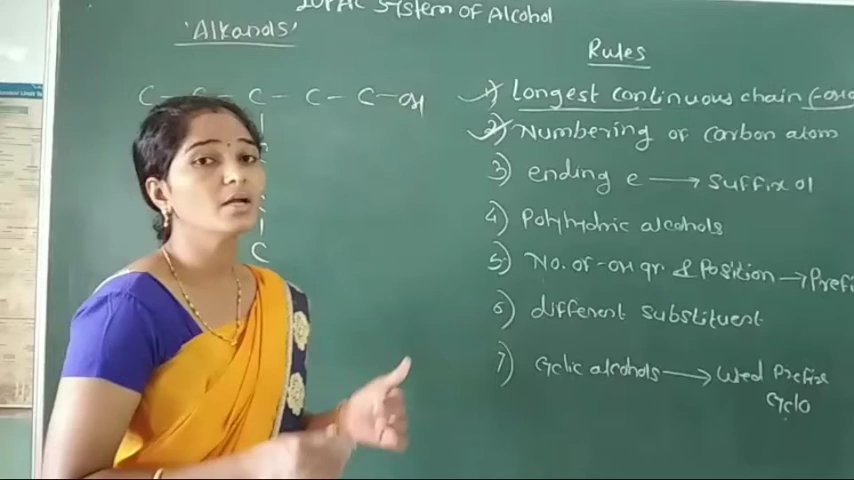 IUPAC System of Alcohol
'Alkanols'
Rules
C - C - C - C - C - OH
C
1) Longest continuous chain
2) Numbering of carbon atom
3) ending e → suffix ol
4) Polyhydric alcohols
5) No. of -OH gr & Position → Prefix
6) different substituent
7) cyclic alcohols → Used Prefixe
cyclo